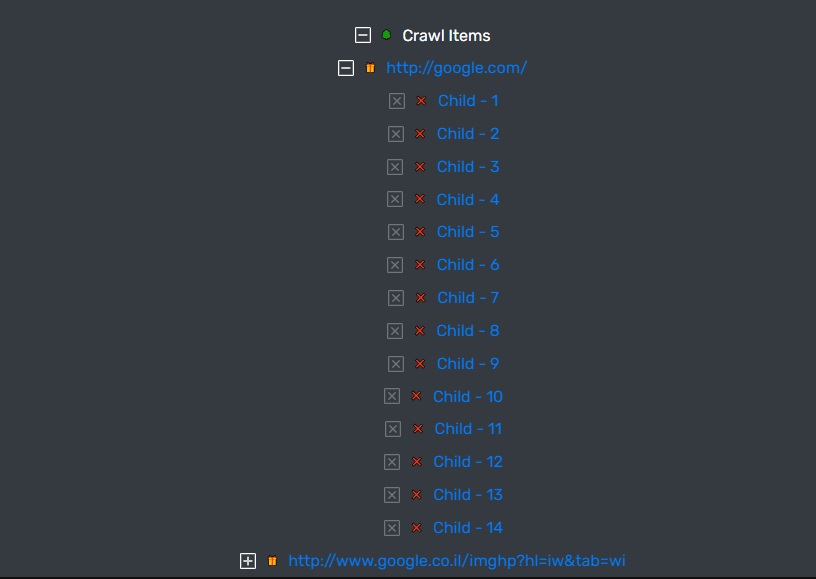 Crawl Items
http://google.com/
Child - 1
Child - 2
Child - 3
Child - 4
Child - 5
Child - 6
Child - 7
Child - 8
Child - 9
Child - 10
Child - 11
Child - 12
Child - 13
Child - 14
http://www.google.co.il/imghp?hl=iw&tab=wi